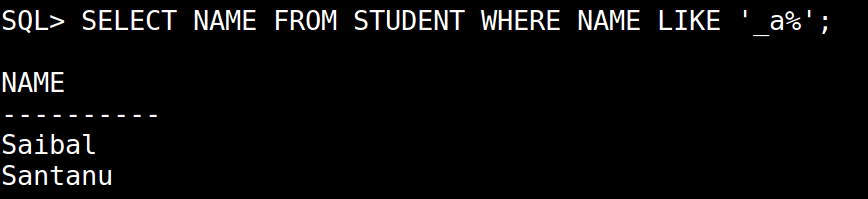 SQL> SELECT NAME FROM STUDENT WHERE NAME LIKE '_a%';
NAME
----------
Saibal
Santanu